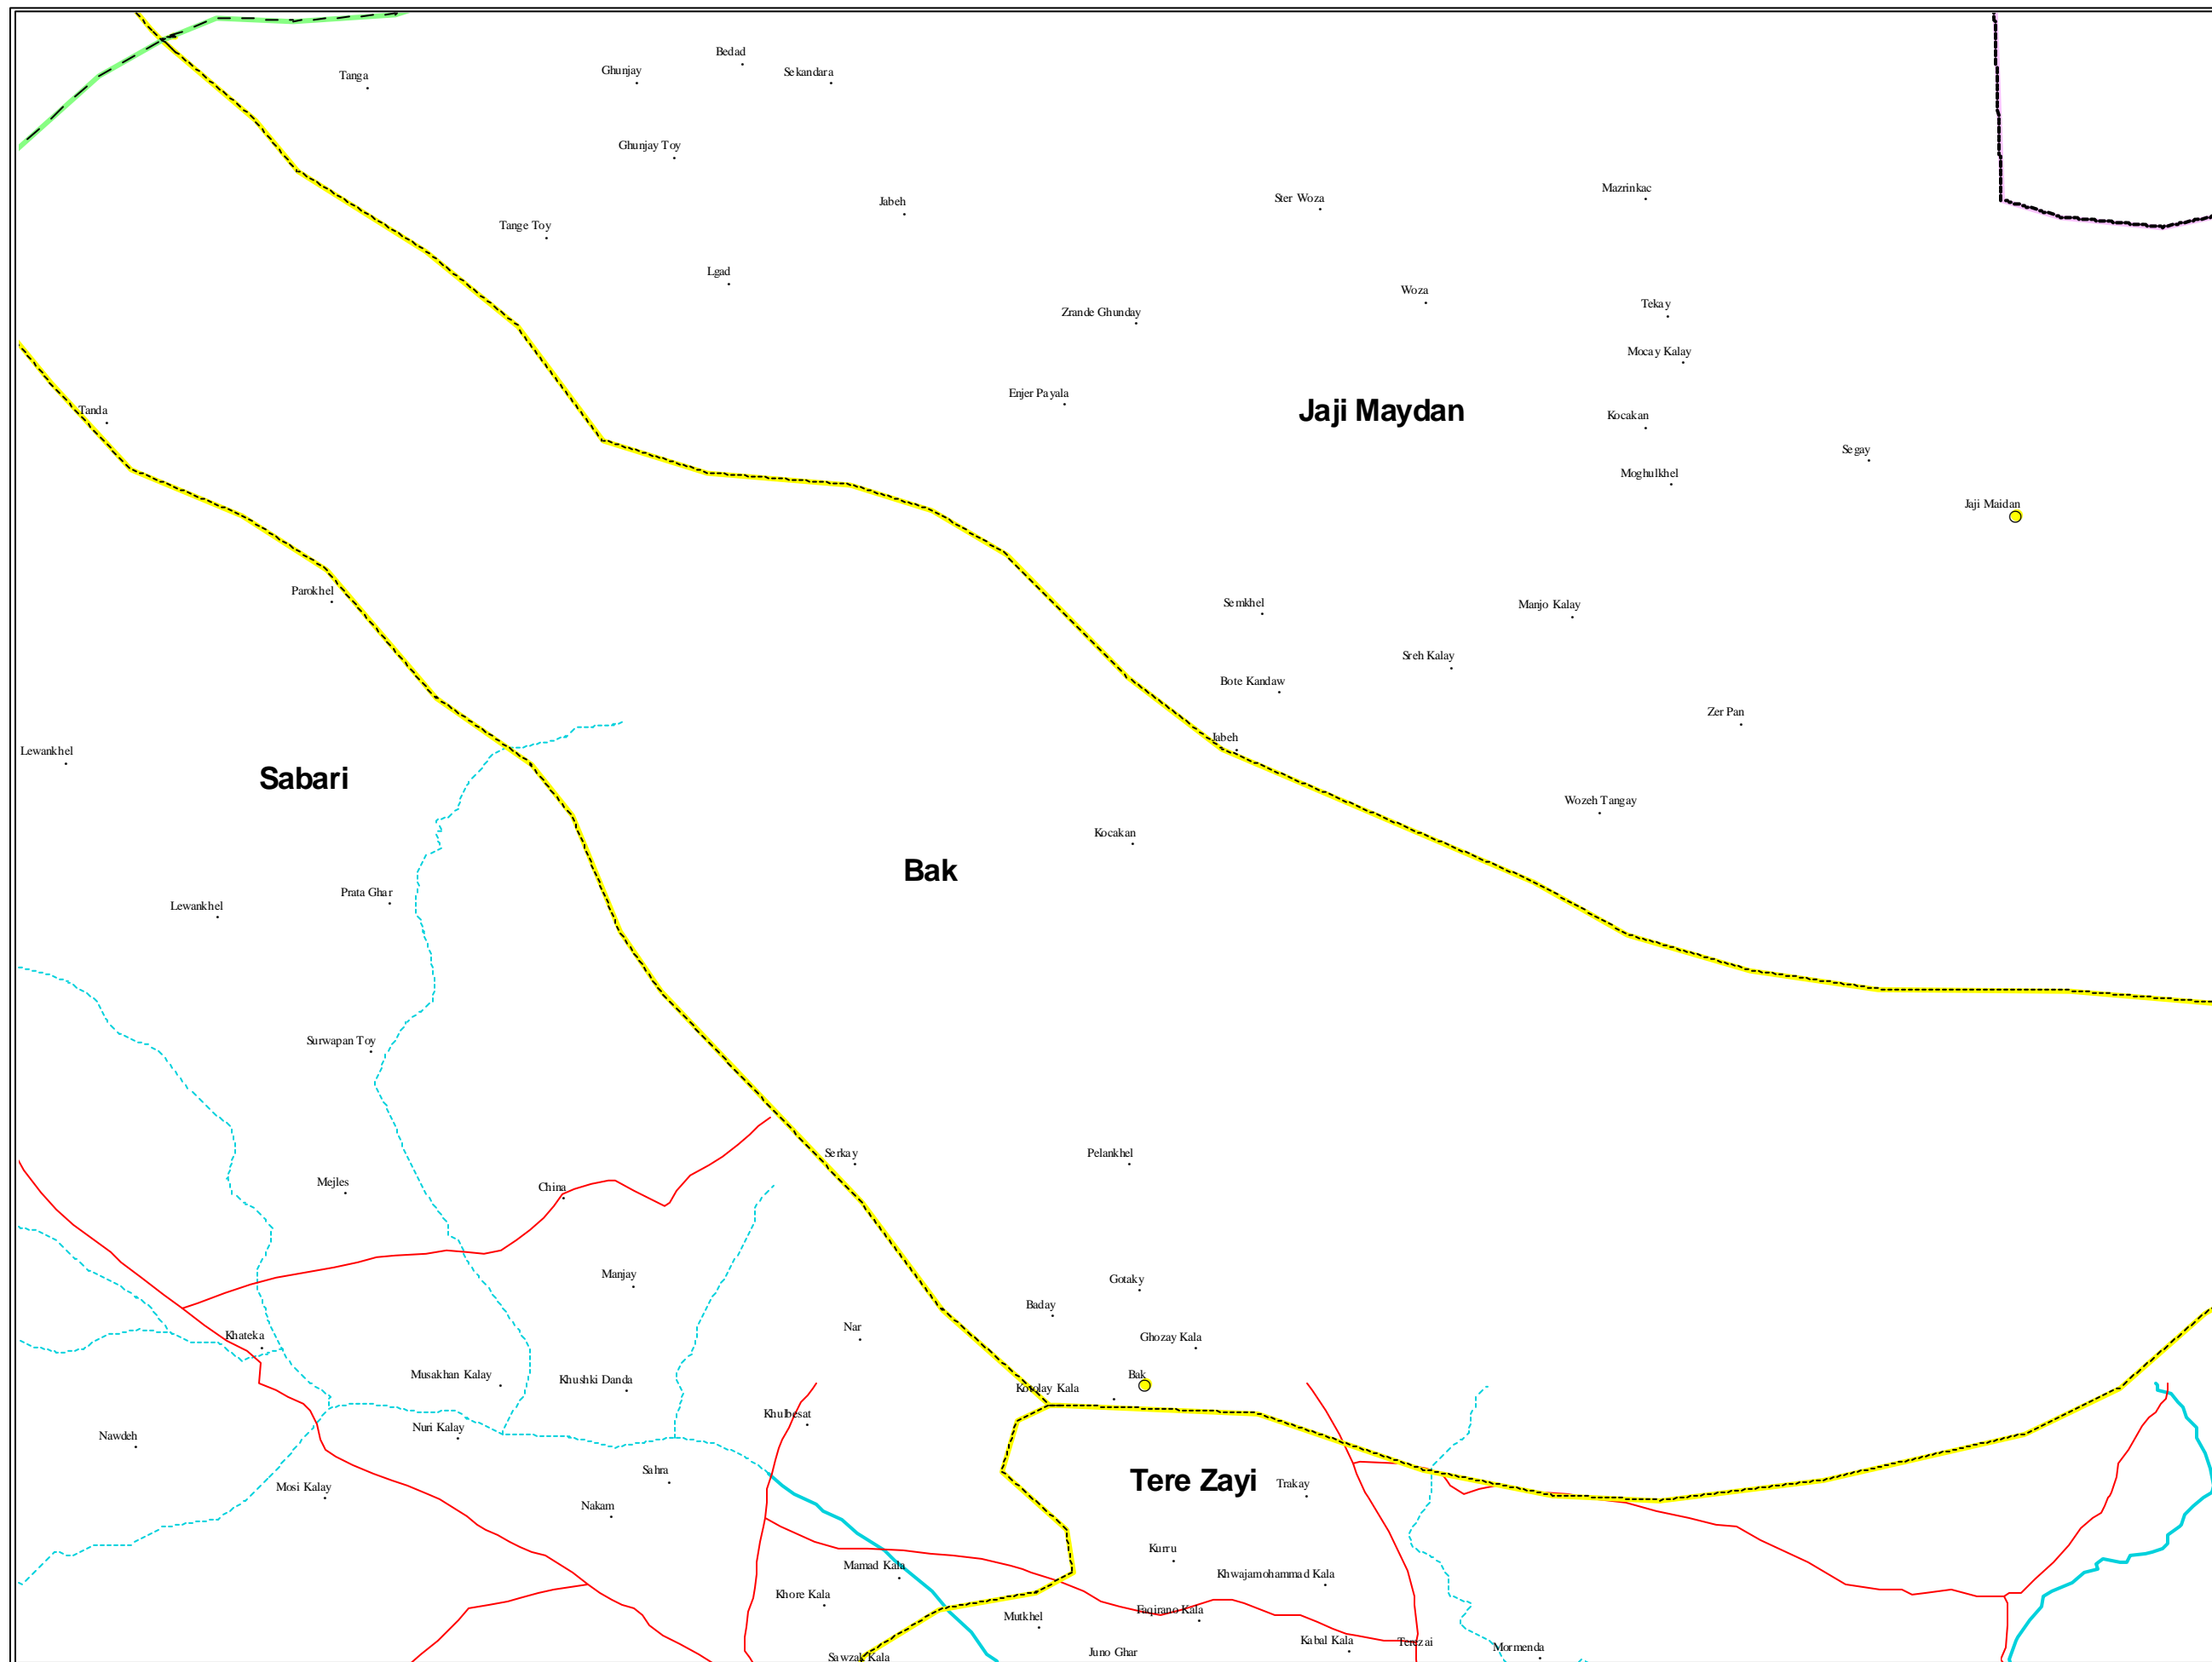 Bedad
Tanga
Ghunjay
Sekandara
Ghunjay Toy
Mazrinkac
Ster Woza
Jabeh
Tange Toy
Lgad
Woza
Tekay
Zrande Ghunday
Mocay Kalay
Enjer Payala
Jaji Maydan
Tanda
Kocakan
Segay
Moghulkhel
Jaji Maidan
Parokhel
Semkhel
Manjo Kalay
Sreh Kalay
Bote Kandaw
Zer Pan
Jabeh
Lewankhel
Sabari
Wozeh Tangay
Kocakan
Bak
Prata Ghar
Lewankhel
Surwapan Toy
Serkay
Pelankhel
Mejles
China
Manjay
Gotaky
Baday
Nar
Khateka
Ghozay Kala
Musakhan Kalay
Khushki Danda
Bak
Kotolay Kala
Khulbesat
Nuri Kalay
Nawdeh
Sahra
Tere Zayi
Trakay
Mosi Kalay
Nakam
Kurru
Mamad Kala
Khwajamohammad Kala
Khore Kala
Mutkhel
Faqirano Kala
Kabal Kala
Terezai
Mormenda
Juno Ghar
Sawzak Kala